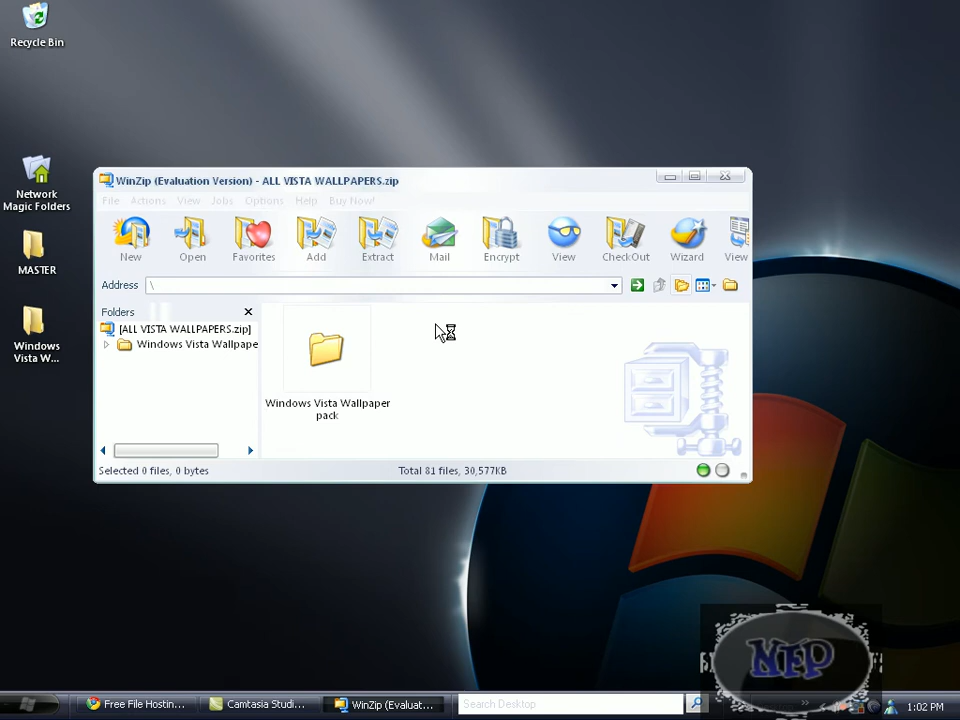 Recycle Bin
Network
Magic Folders
MASTER
Windows
Vista W...
WinZip (Evaluation Version) - ALL VISTA WALLPAPERS.zip
File Actions View Jobs Options Help Buy Now!
New Open Favorites Add Extract Mail Encrypt View CheckOut Wizard View
Address \
Folders
[ALL VISTA WALLPAPERS.zip]
Windows Vista Wallpape
Windows Vista Wallpaper
pack
Selected 0 files, 0 bytes
Total 81 files, 30,577KB
NFP
Free File Hostin...
Camtasia Studi...
WinZip (Evaluat...
Search Desktop
1:02 PM